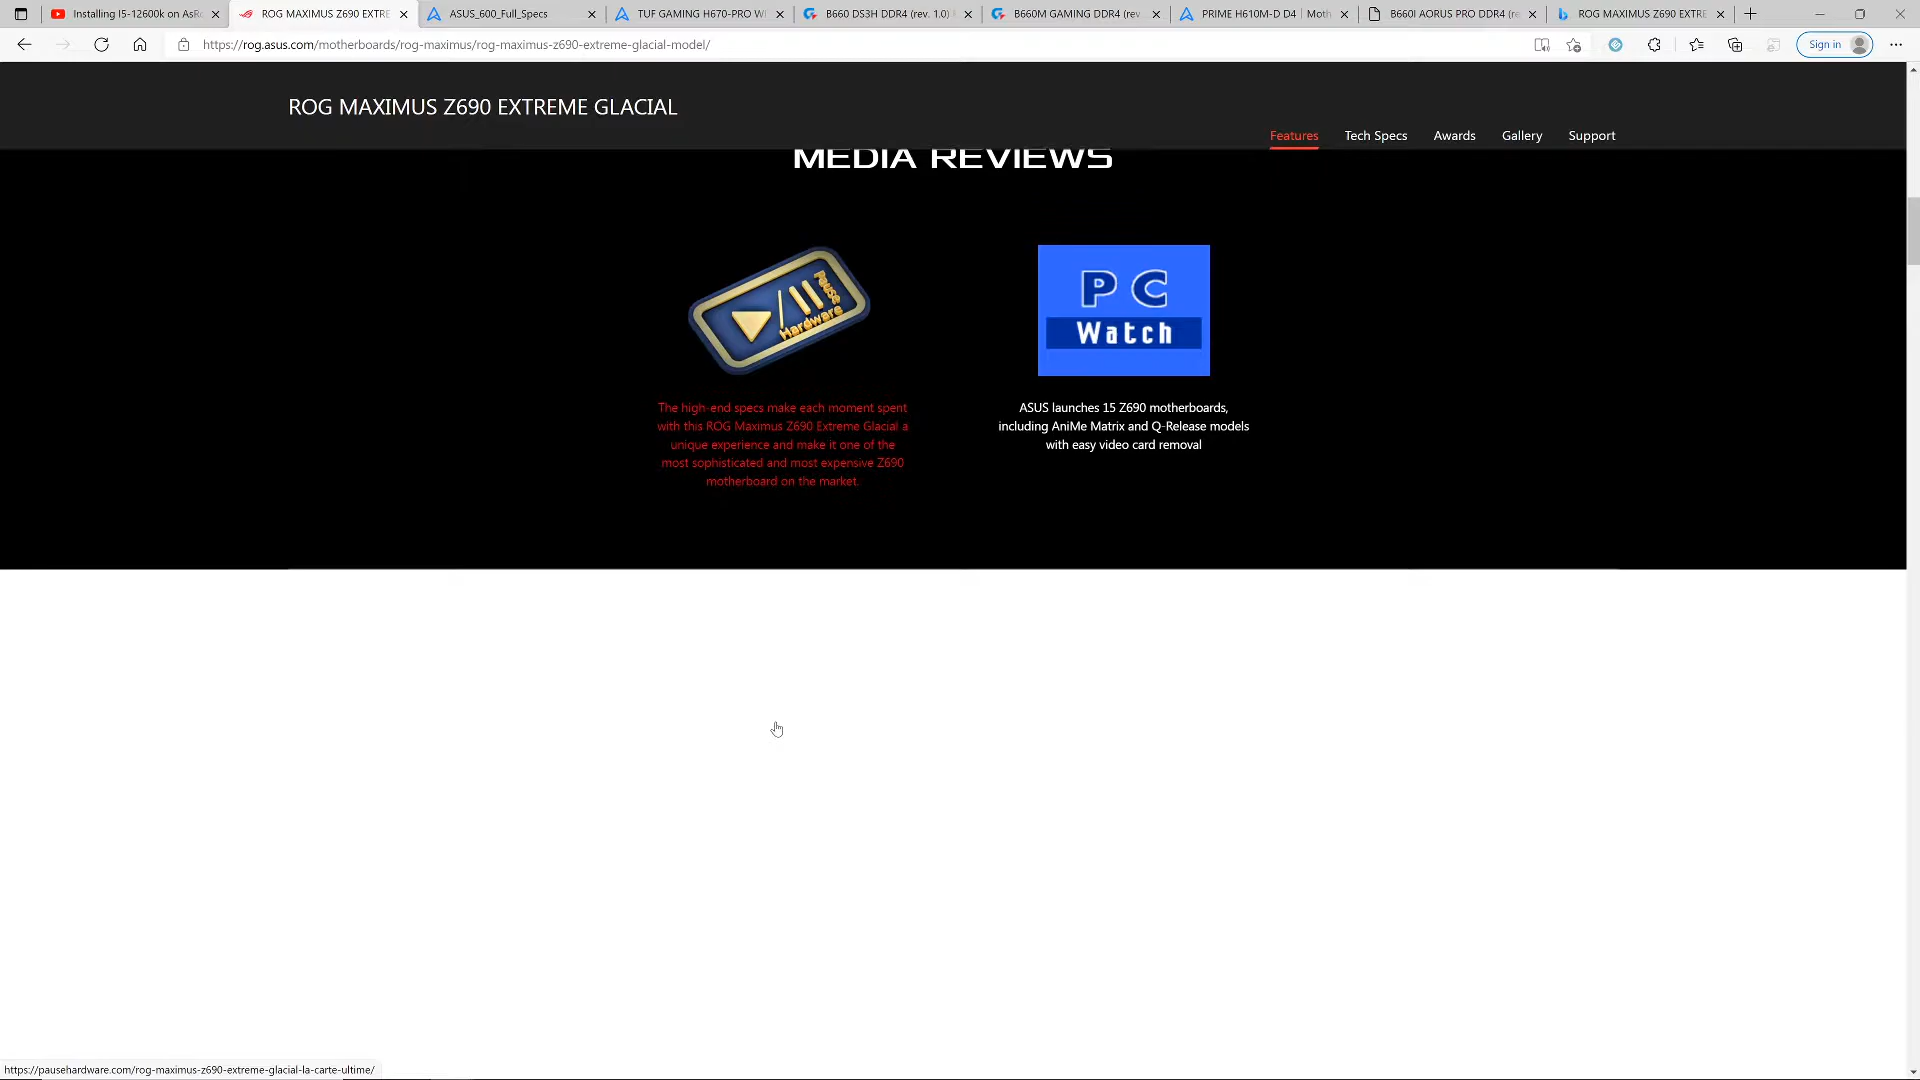 Installing I5-12600k on AsR
ROG MAXIMUS Z690 EXTRE
ASUS_600_Full_Specs
TUF GAMING H670-PRO WI
B660 DS3H DDR4 (rev. 1.0)
B660M GAMING DDR4 (rev
PRIME H610M-D D4 | Moth
B660I AORUS PRO DDR4 (re
ROG MAXIMUS Z690 EXTRE
https://rog.asus.com/motherboards/rog-maximus/rog-maximus-z690-extreme-glacial-model/
Sign in
ROG MAXIMUS Z690 EXTREME GLACIAL
Features
Tech Specs
Awards
Gallery
Support
MEDIA REVIEWS
Pause
Hardware
PC
Watch
The high-end specs make each moment spent
with this ROG Maximus Z690 Extreme Glacial a
unique experience and make it one of the
most sophisticated and most expensive Z690
motherboard on the market.
ASUS launches 15 Z690 motherboards,
including AniMe Matrix and Q-Release models
with easy video card removal
https://pausehardware.com/rog-maximus-z690-extreme-glacial-la-carte-ultime/